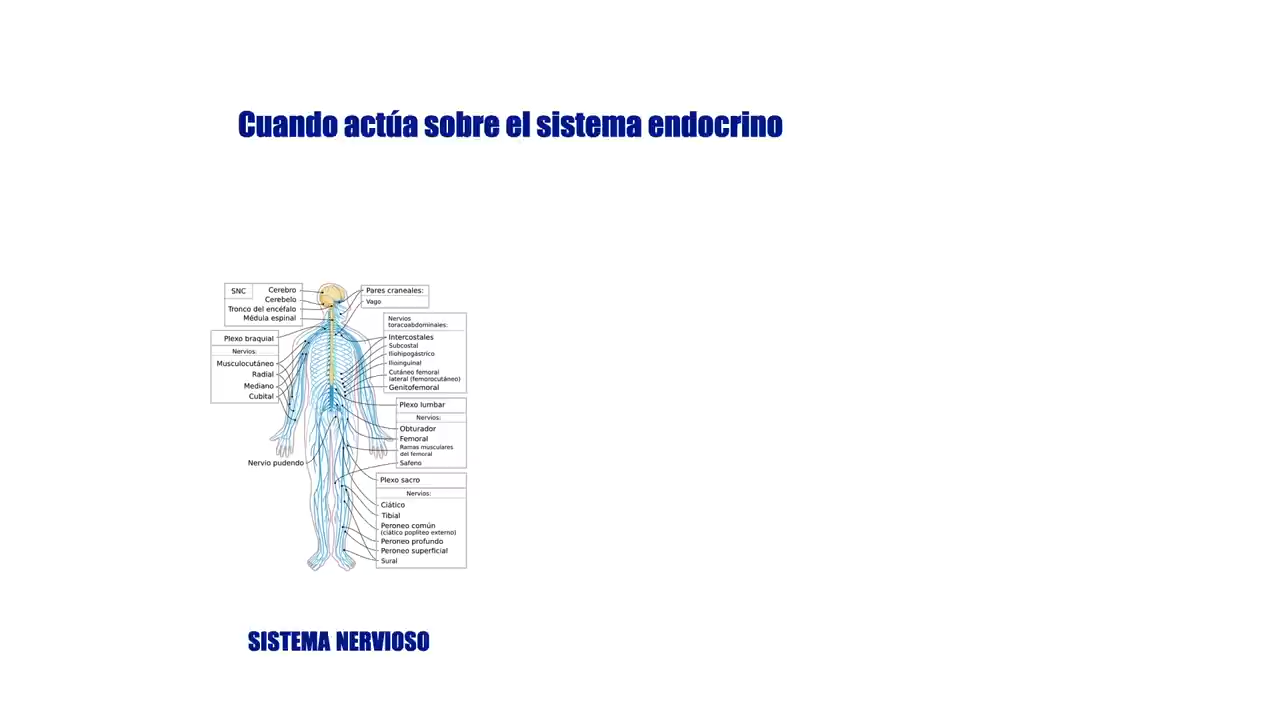 Cuando actúa sobre el sistema endocrino
SNC
Cerebro
Cerebelo
Tronco del encéfalo
Médula espinal
Pares craneales:
Vago
Nervios
toracoabdominales:
Intercostales
Subcostal
Iliohipogástrico
Ilioinguinal
Cutáneo femoral
lateral (femorocutáneo)
Genitofemoral
Plexo braquial
Nervios:
Musculocutáneo
Radial
Mediano
Cubital
Plexo lumbar
Nervios:
Obturador
Femoral
Ramas musculares
del femoral
Safeno
Nervio pudendo
Plexo sacro
Nervios:
Ciático
Tibial
Peroneo común
(ciático popliteo externo)
Peroneo profundo
Peroneo superficial
Sural
SISTEMA NERVIOSO